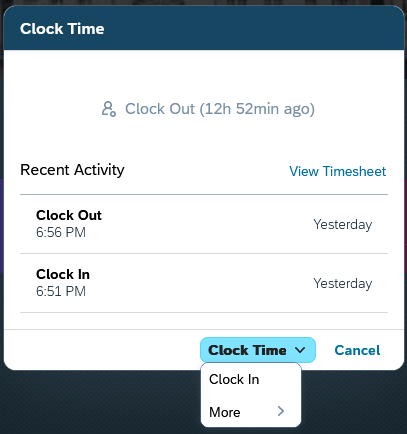 Clock Time
Clock Out (12h 52min ago)
Recent Activity
View Timesheet
Clock Out
6:56 PM
Yesterday
Clock In
6:51 PM
Yesterday
Clock Time
Cancel
Clock In
More